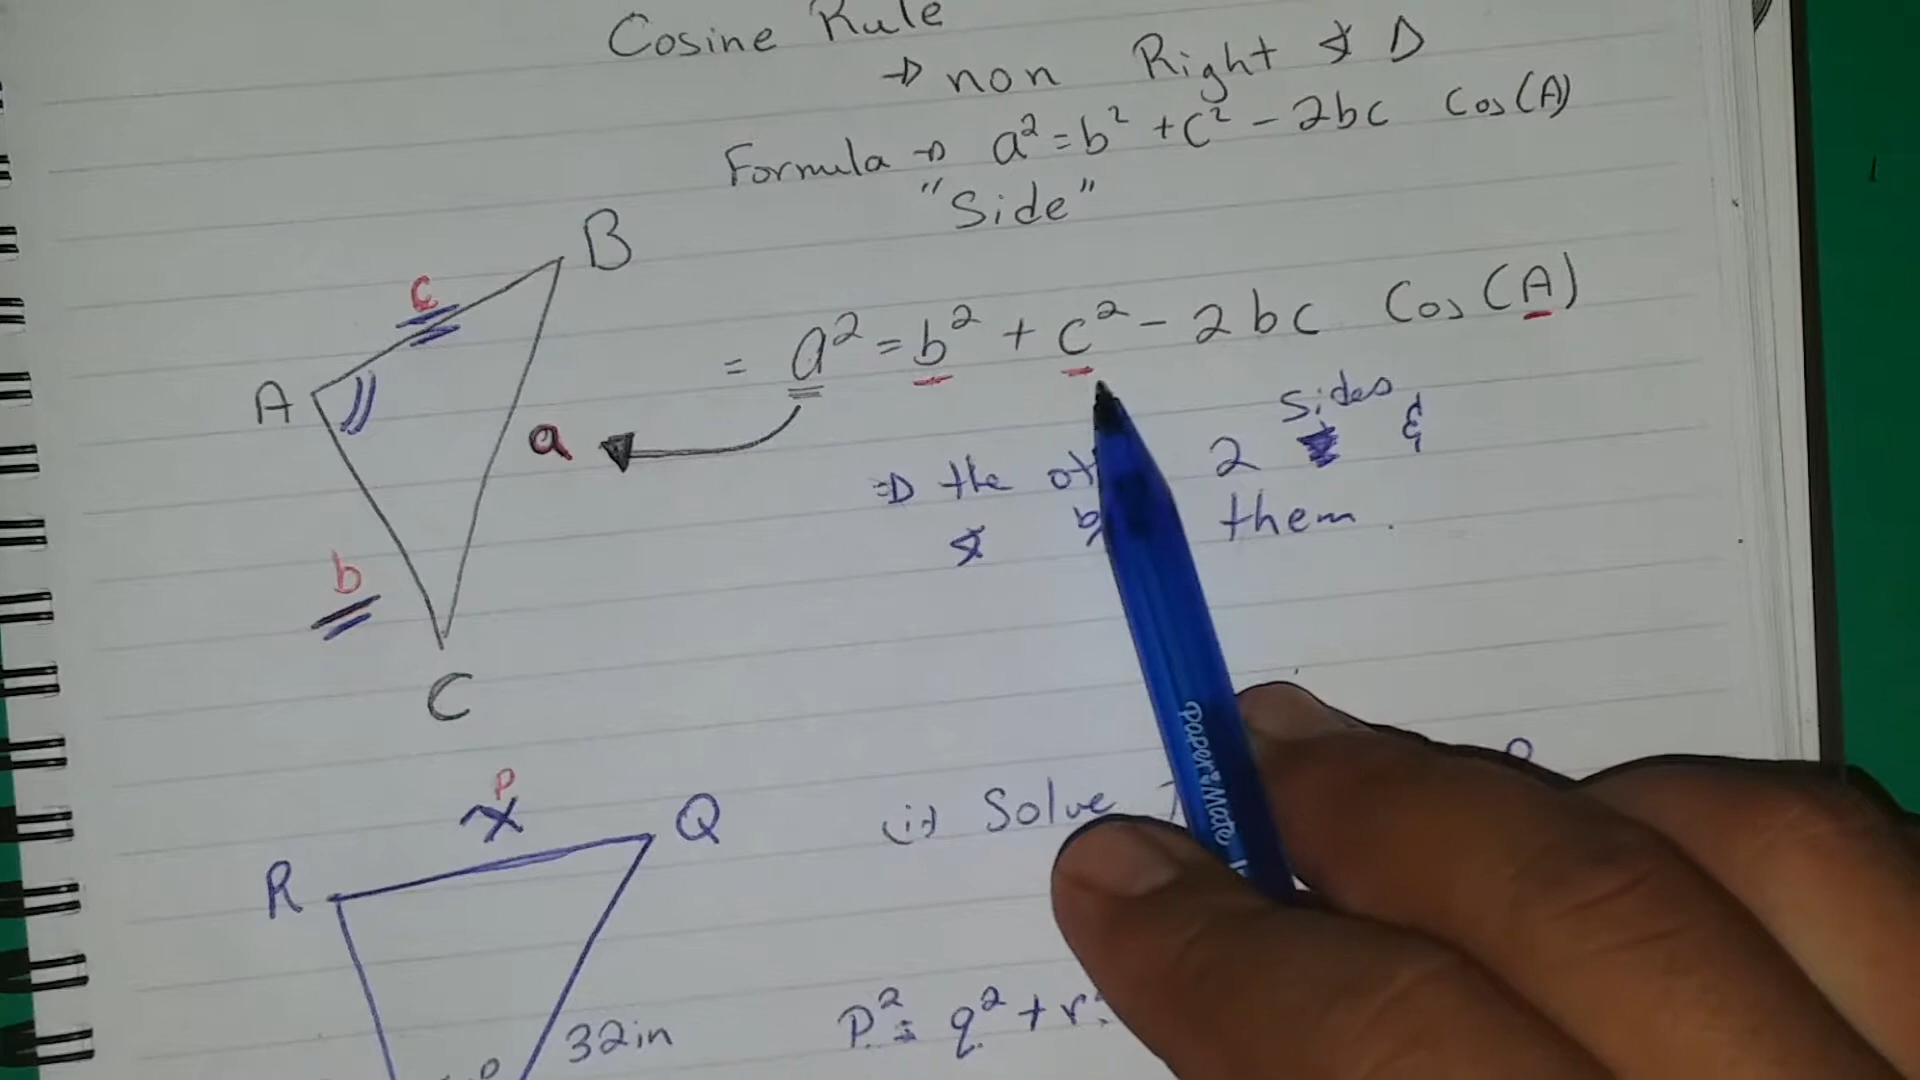 Cosine Rule
→ non Right ∡ Δ
Formula → a² = b² + c² - 2bc Cos(A)
"Side"
B
c
= a² = b² + c² - 2bc Cos(A)
A
a
Sides
⇒ the 2 &
∡ them.
b
C
P
x
Q
(i) Solve
R
PaperMate
32in
P² = q² + r²